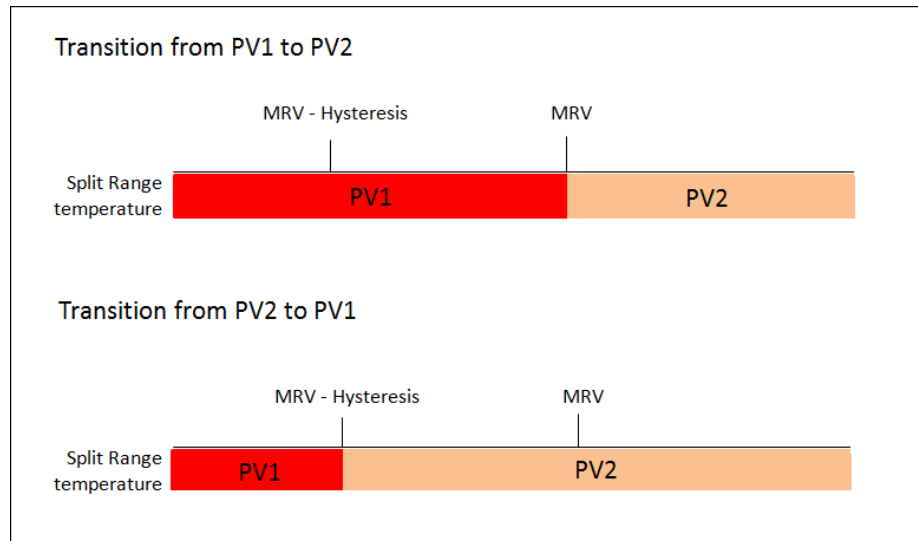 Transition from PV1 to PV2
MRV - Hysteresis
MRV
Split Range
temperature
PV1
PV2
Transition from PV2 to PV1
MRV - Hysteresis
MRV
Split Range
temperature
PV1
PV2